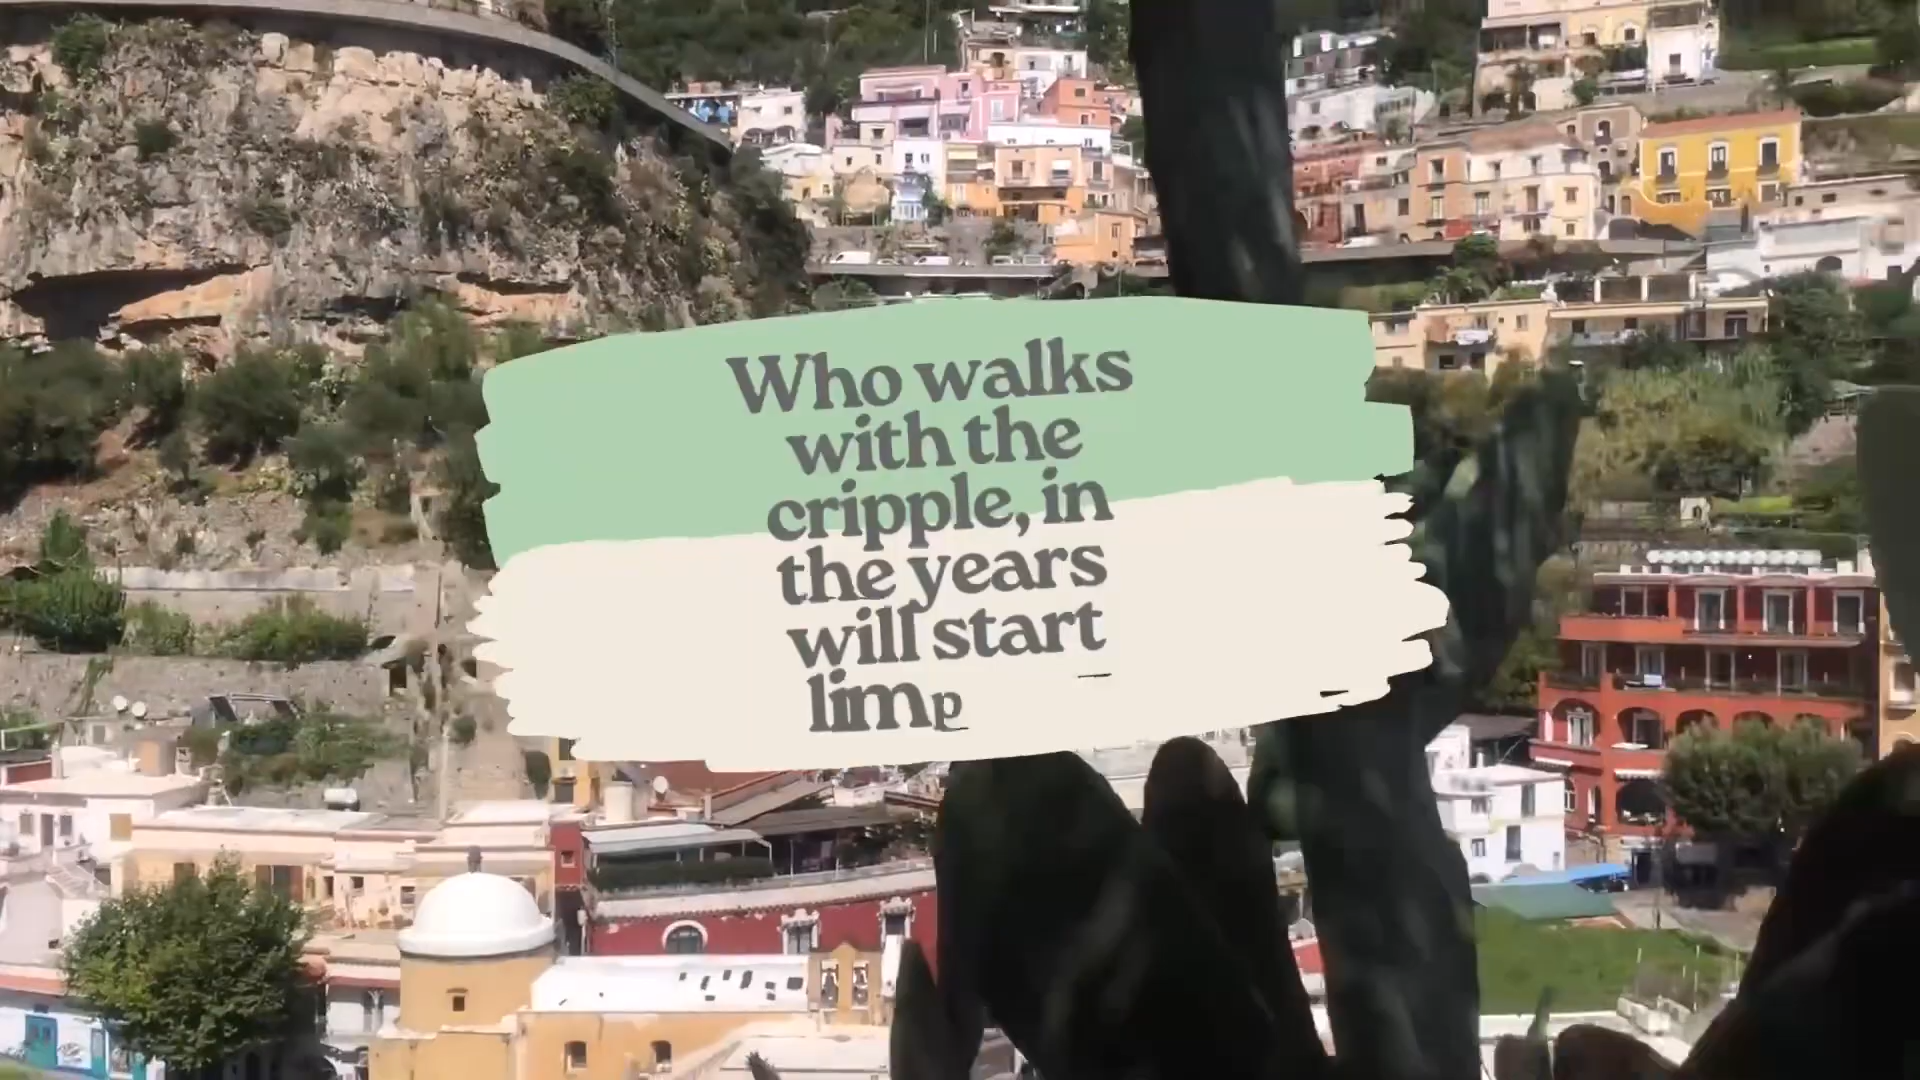 Who walks
with the
cripple, in
the years
will start
limp